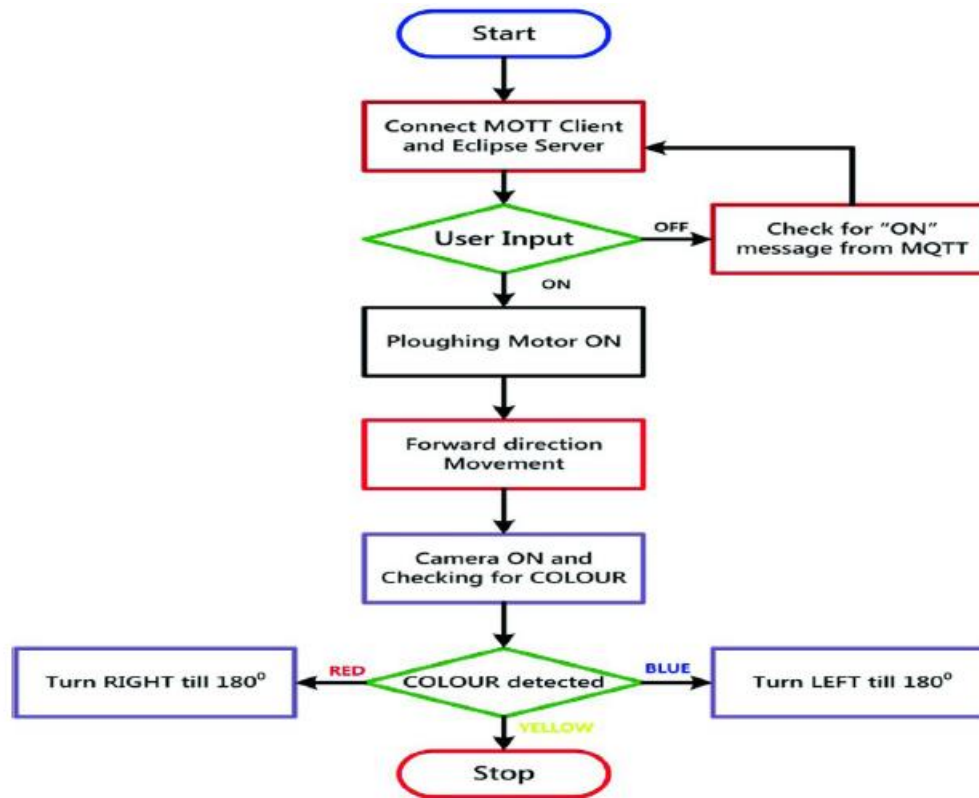 Start
Connect MOTT Client
and Eclipse Server
User Input
OFF
Check for "ON"
message from MQTT
ON
Ploughing Motor ON
Forward direction
Movement
Camera ON and
Checking for COLOUR
RED
BLUE
Turn RIGHT till 180⁰
COLOUR detected
Turn LEFT till 180⁰
YELLOW
Stop